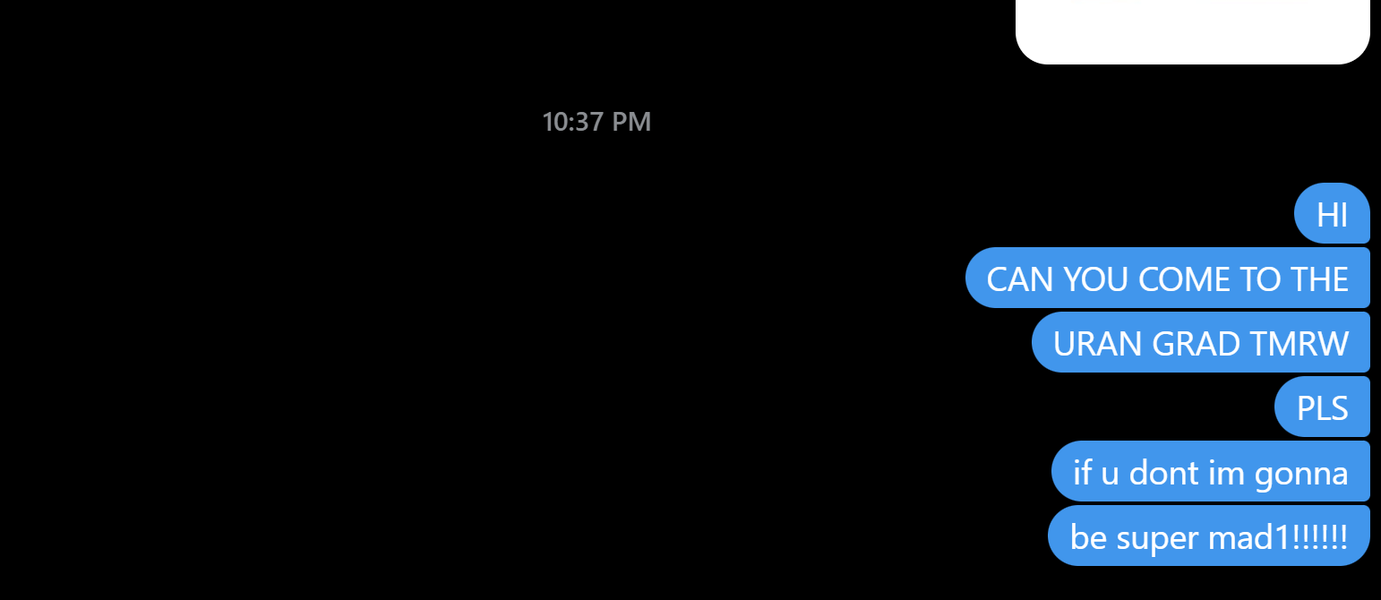 10:37 PM
HI
CAN YOU COME TO THE
URAN GRAD TMRW
PLS
if u dont im gonna
be super mad1!!!!!!